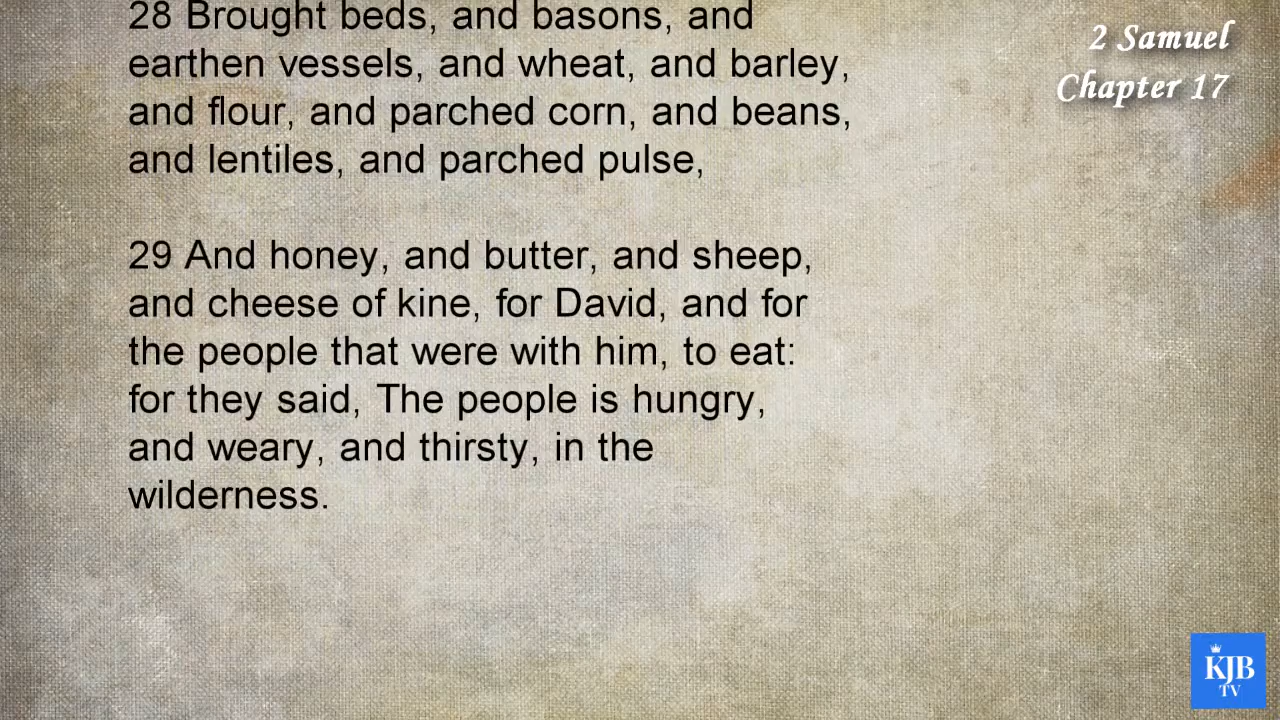 28 Brought beds, and basons, and
earthen vessels, and wheat, and barley,
and flour, and parched corn, and beans,
and lentiles, and parched pulse,
29 And honey, and butter, and sheep,
and cheese of kine, for David, and for
the people that were with him, to eat:
for they said, The people is hungry,
and weary, and thirsty, in the
wilderness.
2 Samuel
Chapter 17
KJB
TV